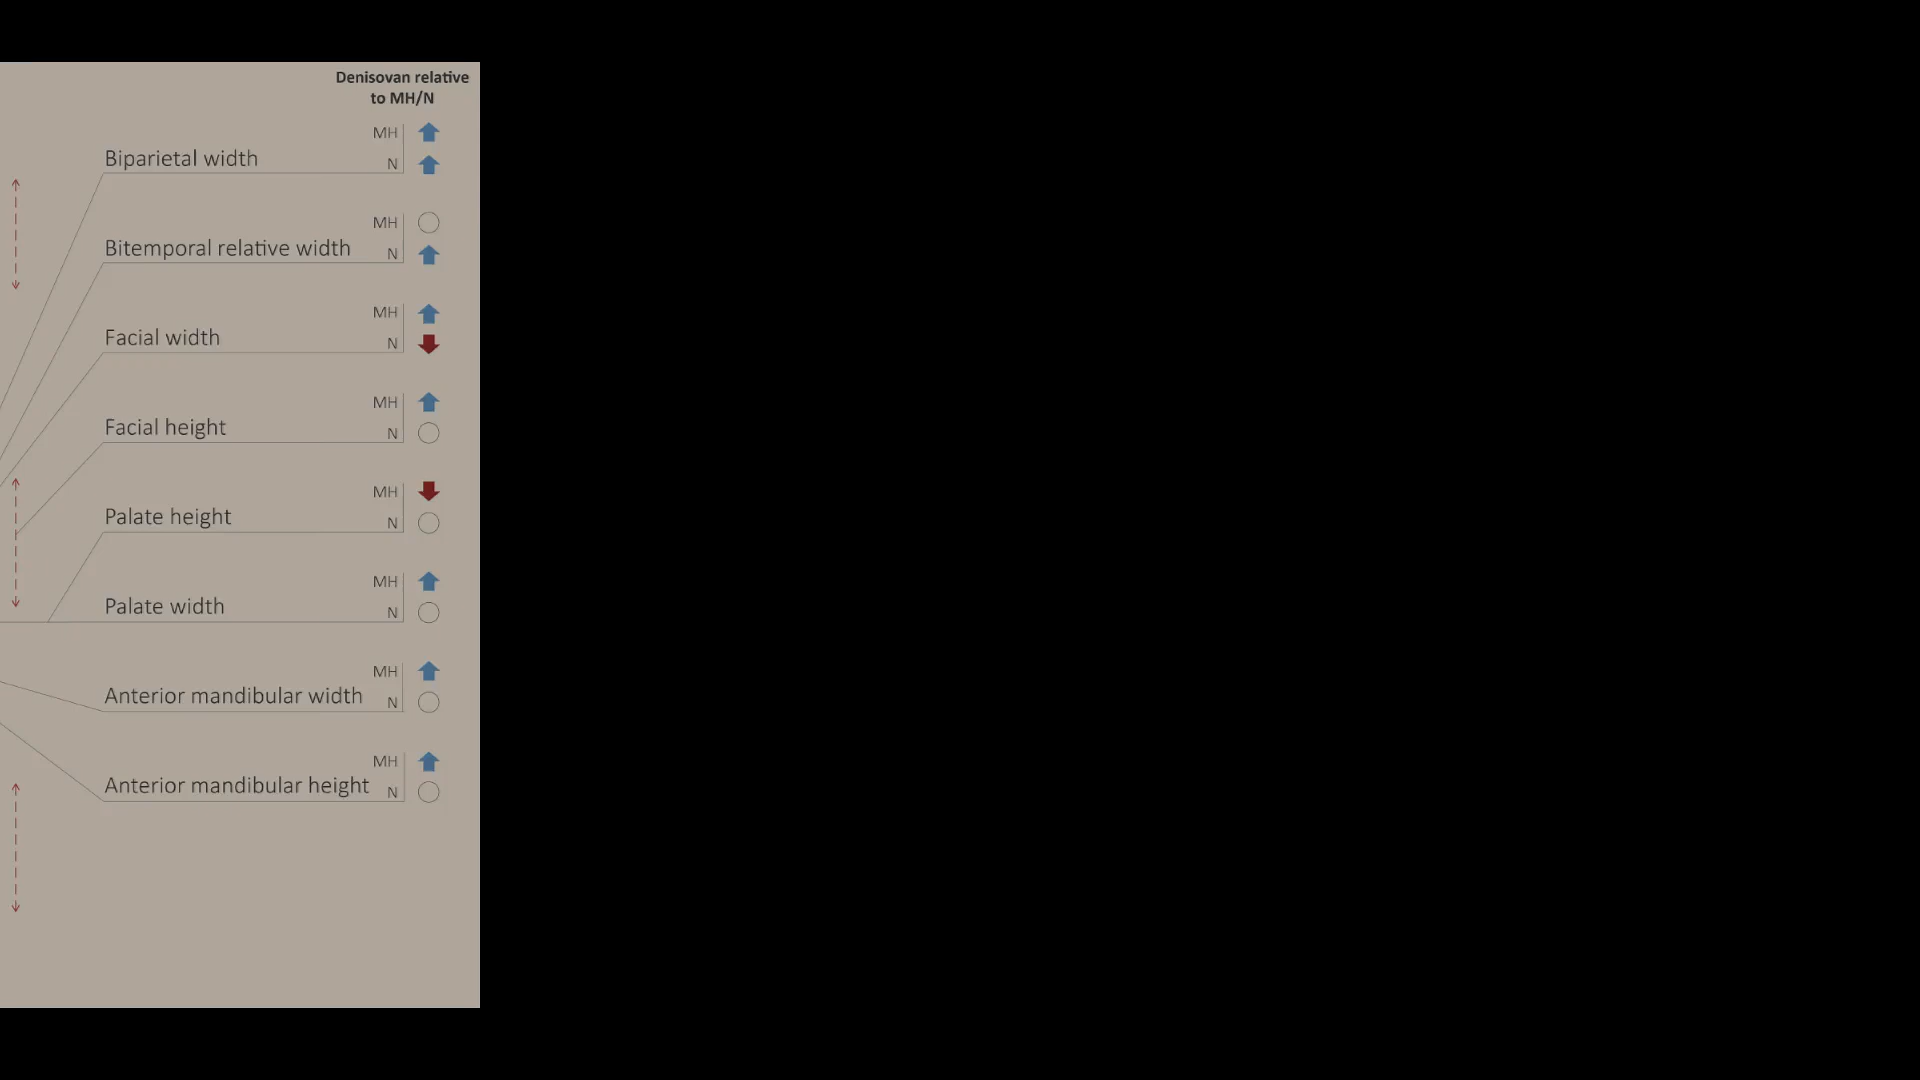 Denisovan relative
to MH/N
MH
Biparietal width
N
MH
Bitemporal relative width
N
MH
Facial width
N
MH
Facial height
N
MH
Palate height
N
MH
Palate width
N
MH
Anterior mandibular width
N
MH
Anterior mandibular height
N